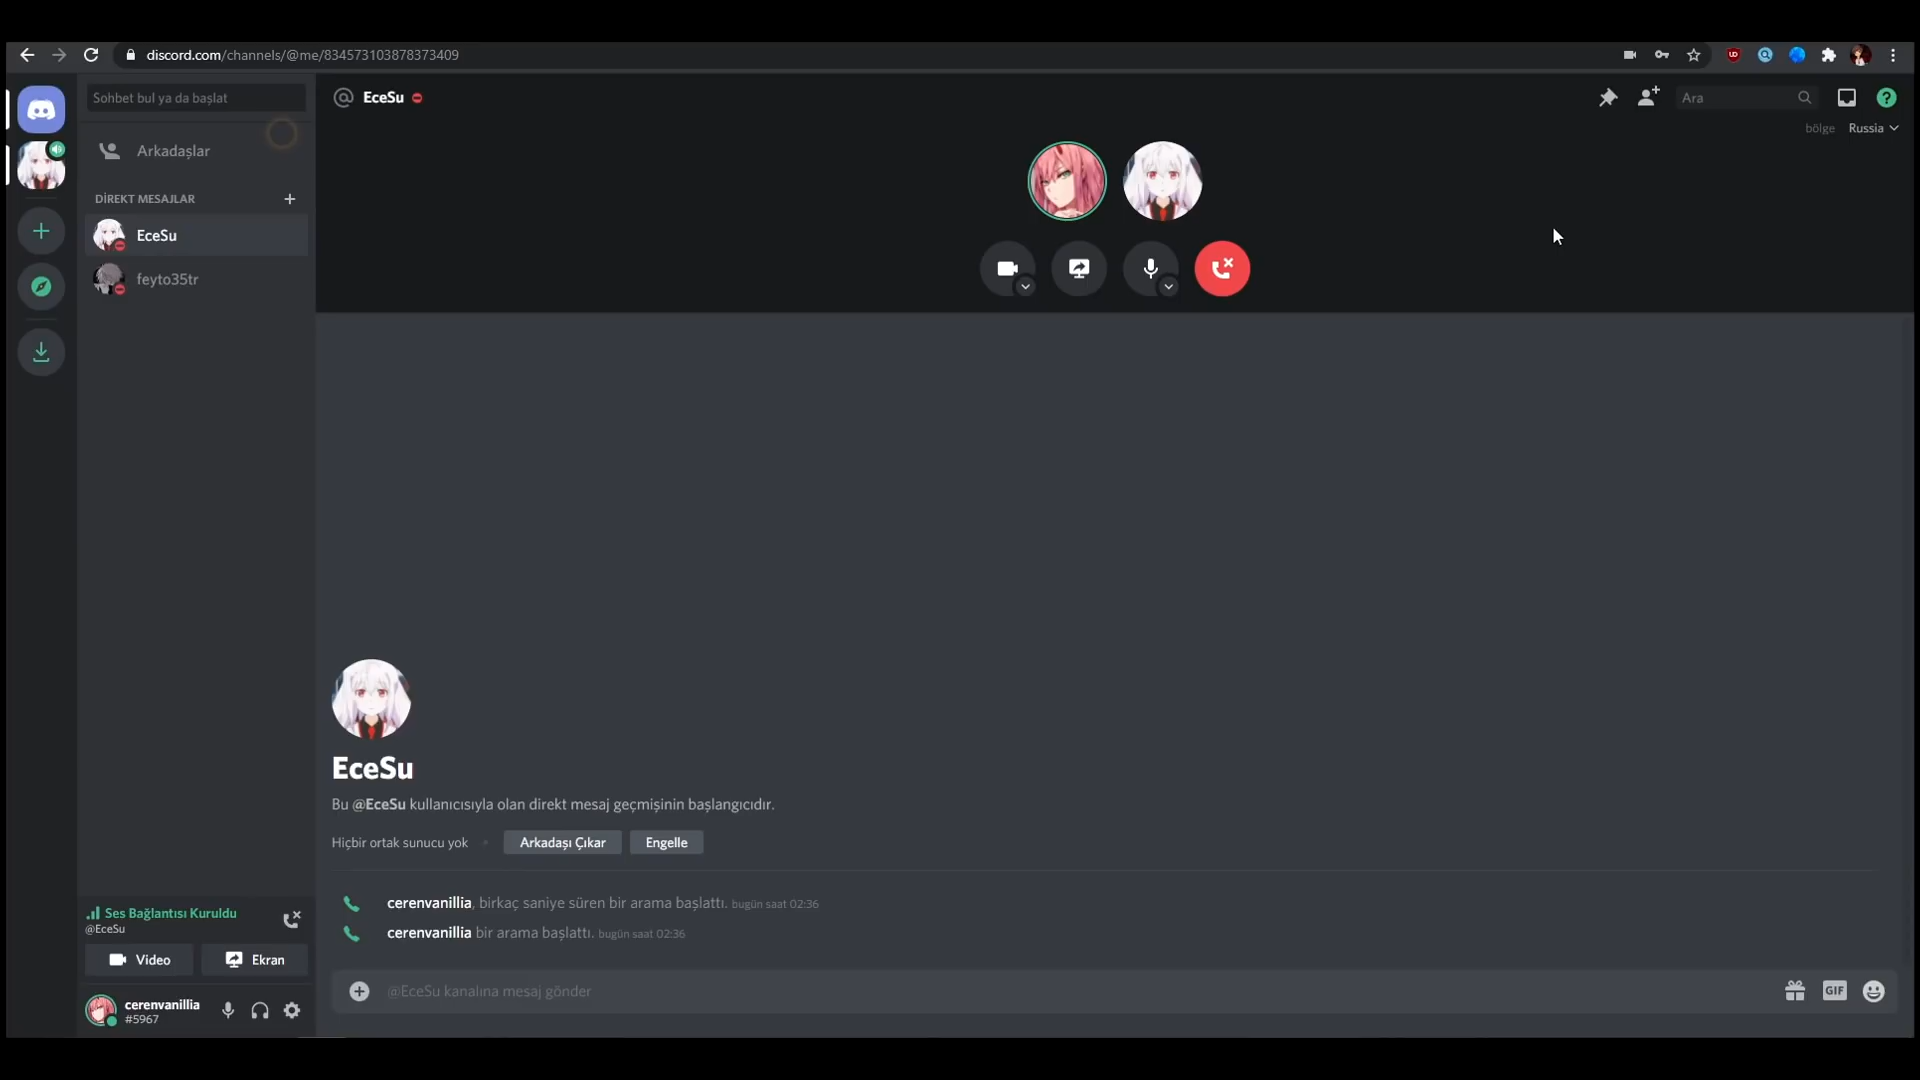 discord.com/channels/@me/834573103878373409
Sohbet bul ya da başlat
EceSu
Ara
bölge Russia
Arkadaşlar
DİREKT MESAJLAR
EceSu
feyto35tr
EceSu
Bu @EceSu kullanıcısıyla olan direkt mesaj geçmişinin başlangıcıdır.
Hiçbir ortak sunucu yok
Arkadaşı Çıkar
Engelle
cerenvanillia, birkaç saniye süren bir arama başlattı. bugün saat 02:36
cerenvanillia bir arama başlattı. bugün saat 02:36
Ses Bağlantısı Kuruldu
@EceSu
Video
Ekran
cerenvanillia
#5967
@EceSu kanalına mesaj gönder
GIF